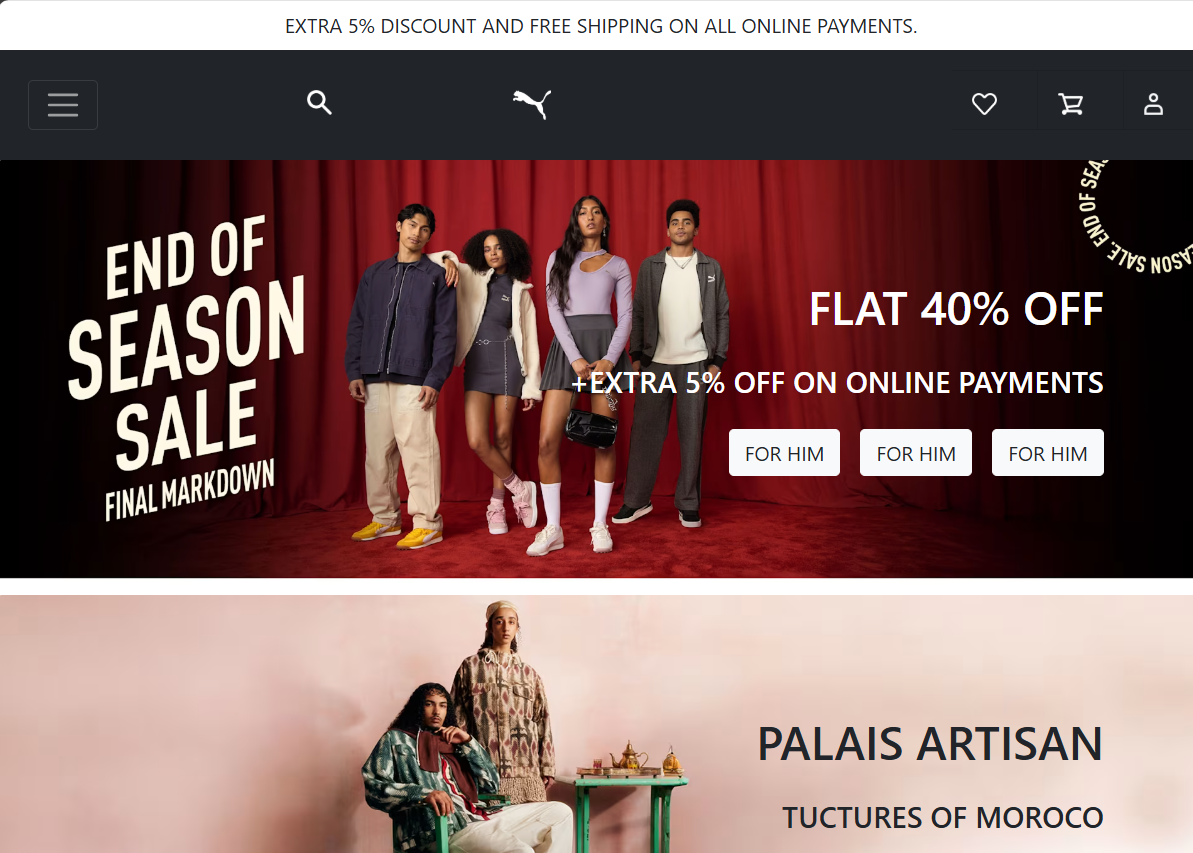 EXTRA 5% DISCOUNT AND FREE SHIPPING ON ALL ONLINE PAYMENTS.
END OF
SEASON
SALE
FINAL MARKDOWN
END OF SEAS
EASON SALE.
FLAT 40% OFF
+EXTRA 5% OFF ON ONLINE PAYMENTS
FOR HIM
FOR HIM
FOR HIM
PALAIS ARTISAN
TUCTURES OF MOROCO